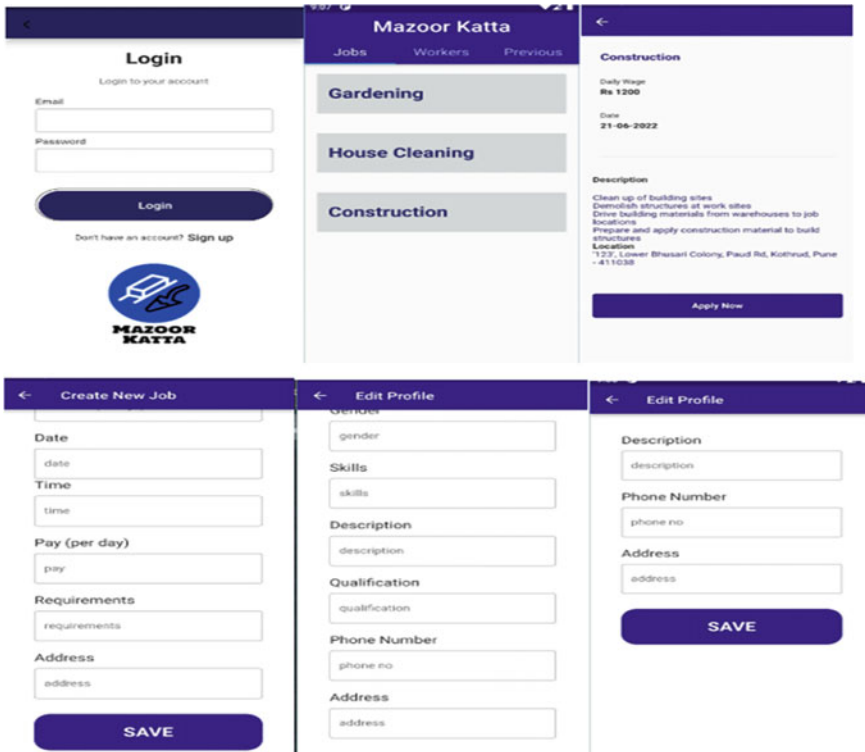 Login
Login to your account
Email
Password
Login
Don't have an account? Sign up
MAZOOR
KATTA
9:07
Mazoor Katta
Jobs Workers Previous
Gardening
House Cleaning
Construction
Construction
Daily Wage
Rs 1200
Date
21-06-2022
Description
Clean up of building sites
Demolish structures at work sites
Drive building materials from warehouses to job
locations
Prepare and apply construction material to build
structures
Location
'123', Lower Bhusari Colony, Paud Rd, Kothrud, Pune
- 411038
Apply Now
Create New Job
Date
date
Time
time
Pay (per day)
pay
Requirements
requirements
Address
address
SAVE
Edit Profile
Gender
gender
Skills
skills
Description
description
Qualification
qualification
Phone Number
phone no
Address
address
Edit Profile
Description
description
Phone Number
phone no
Address
address
SAVE